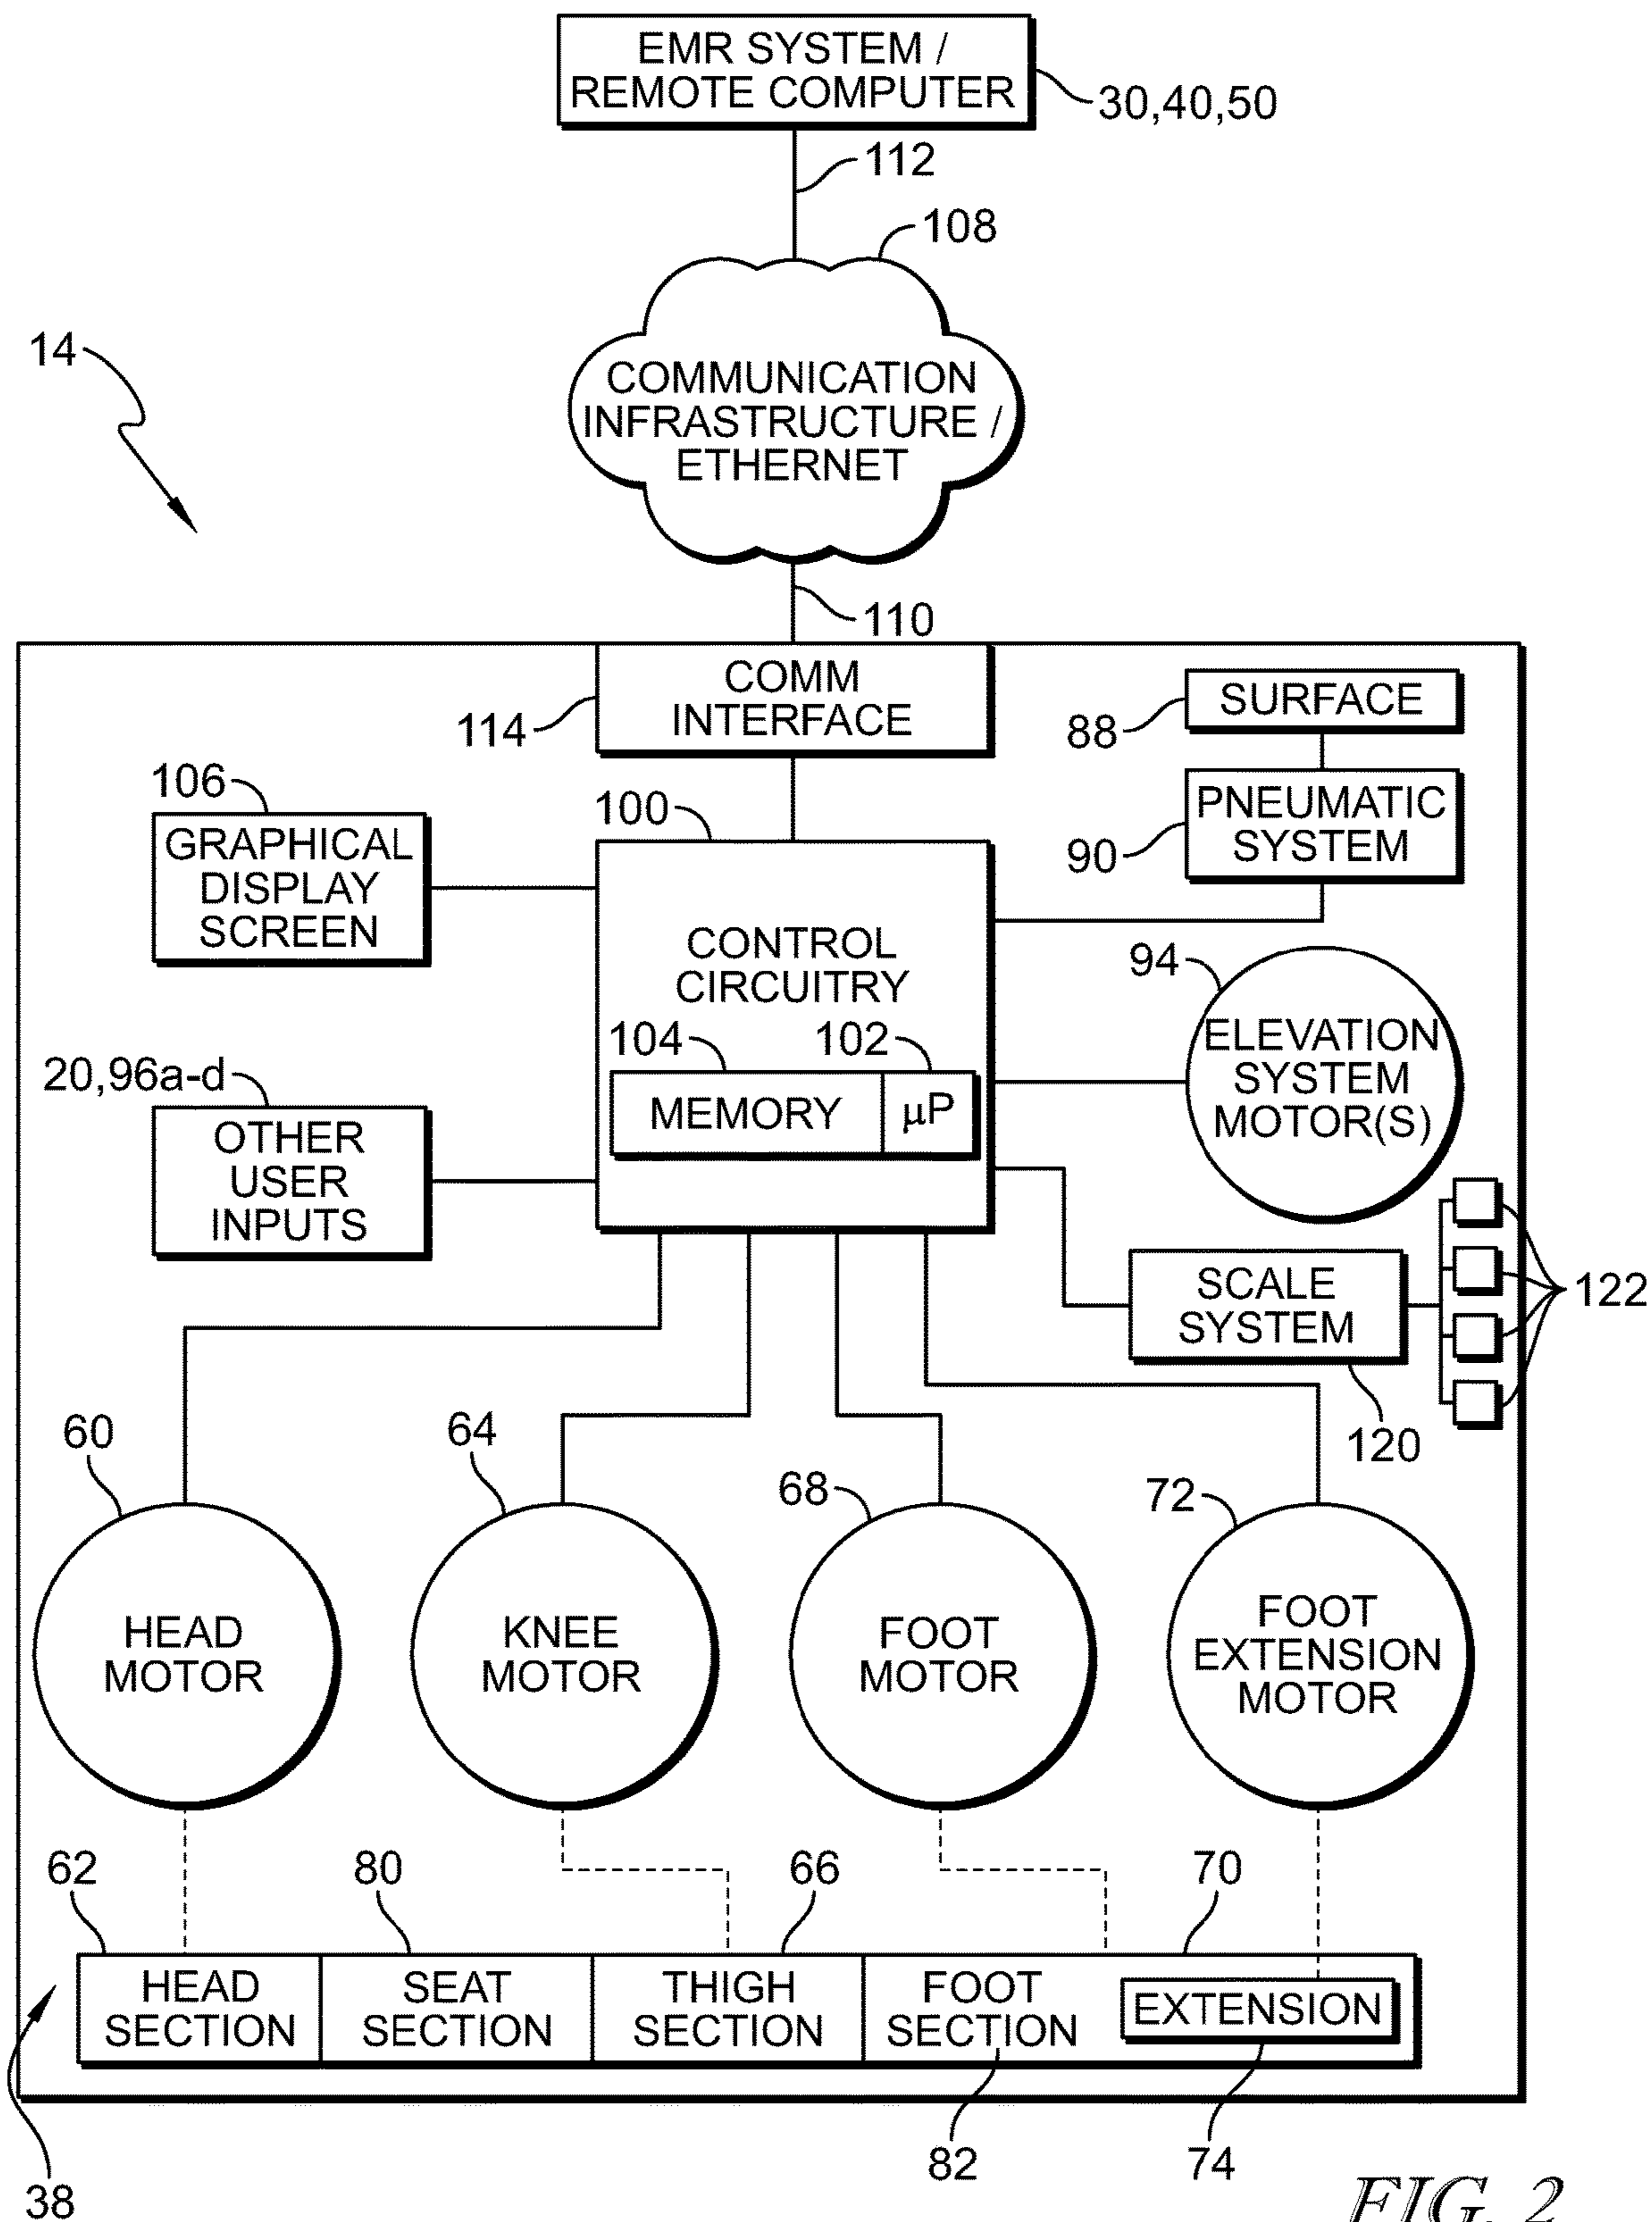 EMR SYSTEM /
REMOTE COMPUTER
30,40,50
112
108
14
COMMUNICATION
INFRASTRUCTURE /
ETHERNET
110
COMM
INTERFACE
114
SURFACE
88
106
100
PNEUMATIC
SYSTEM
90
GRAPHICAL
DISPLAY
SCREEN
CONTROL
CIRCUITRY
94
104
102
ELEVATION
SYSTEM
MOTOR(S)
20,96a-d
MEMORY
µP
OTHER
USER
INPUTS
SCALE
SYSTEM
122
120
60
64
68
72
HEAD
MOTOR
KNEE
MOTOR
FOOT
MOTOR
FOOT
EXTENSION
MOTOR
62
80
66
70
HEAD
SECTION
SEAT
SECTION
THIGH
SECTION
FOOT
SECTION
EXTENSION
82
74
38
FIG. 2